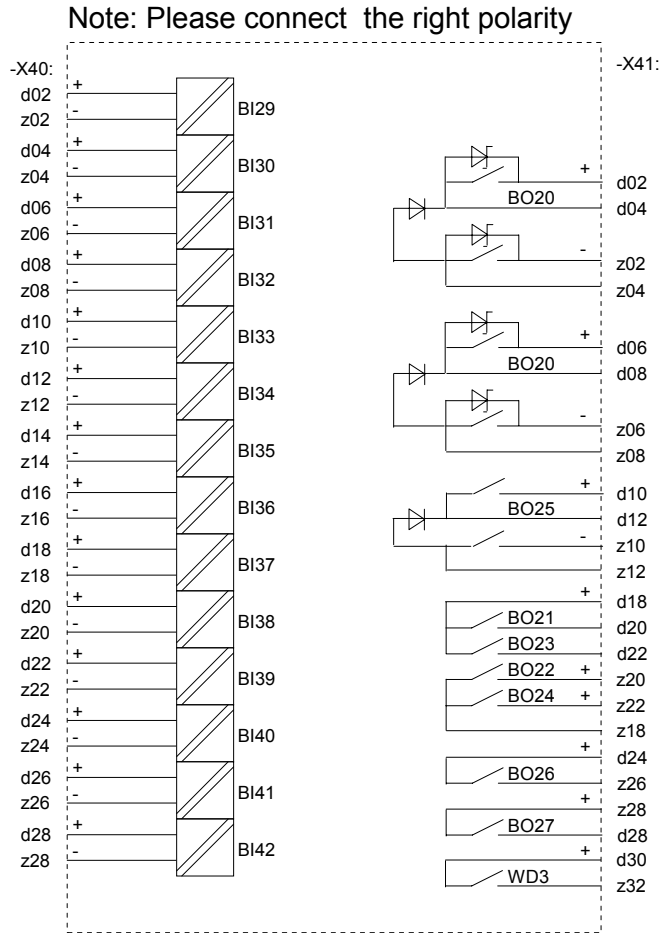 Note: Please connect the right polarity
-X40:
d02 +
z02 -
BI29
d04 +
z04 -
BI30
d06 +
z06 -
BI31
d08 +
z08 -
BI32
d10 +
z10 -
BI33
d12 +
z12 -
BI34
d14 +
z14 -
BI35
d16 +
z16 -
BI36
d18 +
z18 -
BI37
d20 +
z20 -
BI38
d22 +
z22 -
BI39
d24 +
z24 -
BI40
d26 +
z26 -
BI41
d28 +
z28 -
BI42
-X41:
+ d02
BO20 d04
- z02
z04
+ d06
BO20 d08
- z06
z08
+ d10
BO25 d12
- z10
z12
+ d18
BO21 d20
BO23 d22
BO22 + z20
BO24 + z22
z18
+ d24
BO26 z26
+ z28
BO27 d28
+ d30
WD3 z32